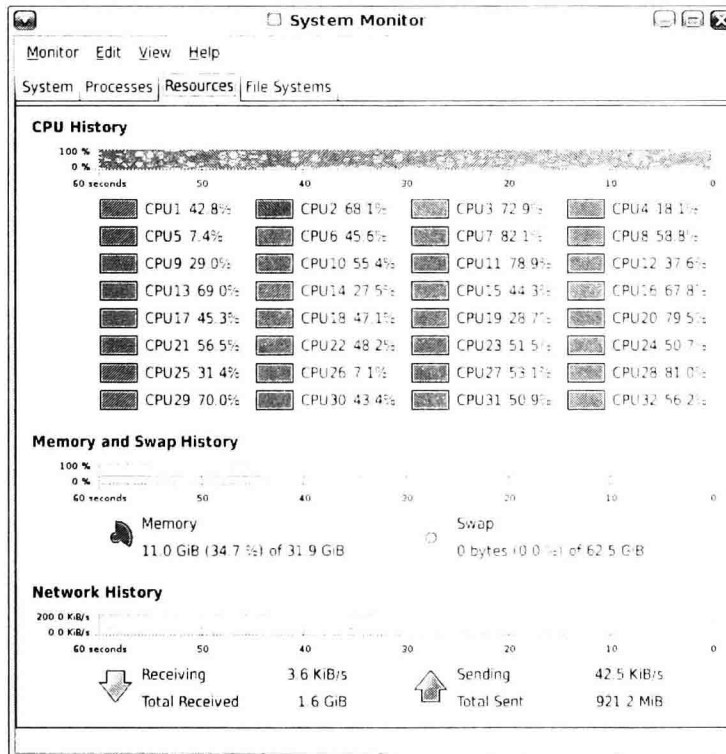 System Monitor
Monitor Edit View Help
System Processes Resources File Systems
CPU History
100 %
0 %
60 seconds 50 40 30 20 10 0
CPU1 42.8% CPU2 68.1% CPU3 72.9% CPU4 18.1%
CPU5 7.4% CPU6 45.6% CPU7 82.1% CPU8 58.8%
CPU9 29.0% CPU10 55.4% CPU11 78.9% CPU12 37.6%
CPU13 69.0% CPU14 27.5% CPU15 44.3% CPU16 67.8%
CPU17 45.3% CPU18 47.1% CPU19 28.7% CPU20 79.5%
CPU21 56.5% CPU22 48.2% CPU23 51.5% CPU24 50.7%
CPU25 31.4% CPU26 7.1% CPU27 53.1% CPU28 81.0%
CPU29 70.0% CPU30 43.4% CPU31 50.9% CPU32 56.2%
Memory and Swap History
100 %
0 %
60 seconds 50 40 30 20 10 0
Memory Swap
11.0 GiB (34.7 %) of 31.9 GiB 0 bytes (0.0 %) of 62.5 GiB
Network History
200.0 KiB/s
0.0 KiB/s
60 seconds 50 40 30 20 10 0
Receiving 3.6 KiB/s Sending 42.5 KiB/s
Total Received 1.6 GiB Total Sent 921.2 MiB